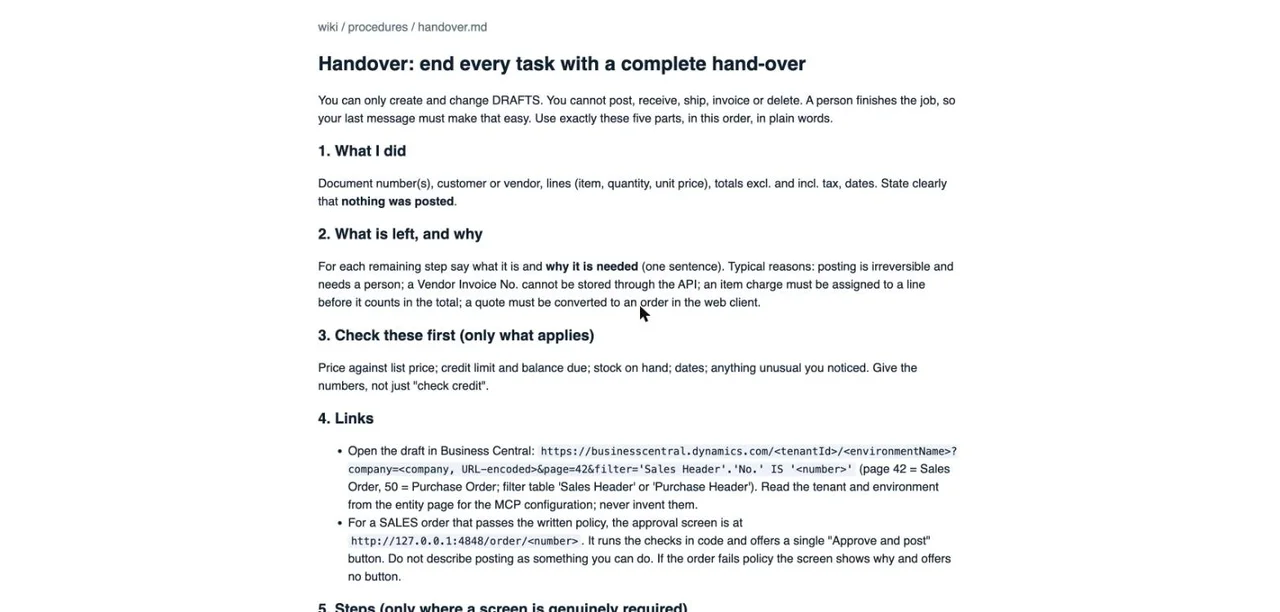 wiki / procedures / handover.md
Handover: end every task with a complete hand-over
You can only create and change DRAFTS. You cannot post, receive, ship, invoice or delete. A person finishes the job, so
your last message must make that easy. Use exactly these five parts, in this order, in plain words.
1. What I did
Document number(s), customer or vendor, lines (item, quantity, unit price), totals excl. and incl. tax, dates. State clearly
that nothing was posted.
2. What is left, and why
For each remaining step say what it is and why it is needed (one sentence). Typical reasons: posting is irreversible and
needs a person; a Vendor Invoice No. cannot be stored through the API; an item charge must be assigned to a line
before it counts in the total; a quote must be converted to an order in the web client.
3. Check these first (only what applies)
Price against list price; credit limit and balance due; stock on hand; dates; anything unusual you noticed. Give the
numbers, not just "check credit".
4. Links
• Open the draft in Business Central: https://businesscentral.dynamics.com/<tenantId>/<environmentName>?
company=<company, URL-encoded>&page=42&filter='Sales Header'.'No.' IS '<number>' (page 42 = Sales
Order, 50 = Purchase Order; filter table 'Sales Header' or 'Purchase Header'). Read the tenant and environment
from the entity page for the MCP configuration; never invent them.
• For a SALES order that passes the written policy, the approval screen is at
http://127.0.0.1:4848/order/<number>. It runs the checks in code and offers a single "Approve and post"
button. Do not describe posting as something you can do. If the order fails policy the screen shows why and offers
no button.
5. Steps (only where a screen is genuinely required)